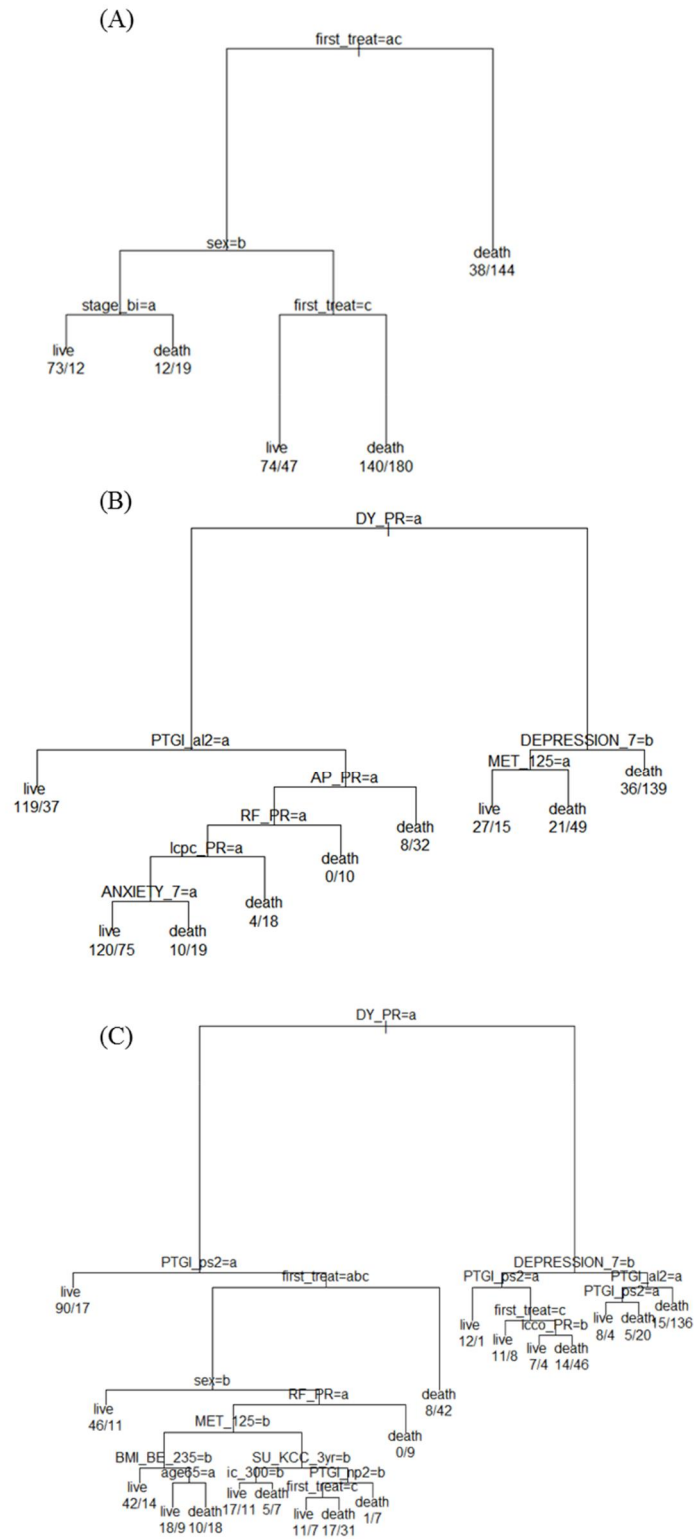 (A)
first_treat=ac
sex=b
death
38/144
stage_bi=a
first_treat=c
live
73/12
death
12/19
live
74/47
death
140/180
(B)
DY_PR=a
PTGI_al2=a
DEPRESSION_7=b
live
119/37
AP_PR=a
MET_125=a
death
36/139
RF_PR=a
death
8/32
live
27/15
death
21/49
lcpc_PR=a
death
0/10
ANXIETY_7=a
death
4/18
live
120/75
death
10/19
(C)
DY_PR=a
PTGI_ps2=a
DEPRESSION_7=b
live
90/17
first_treat=abc
PTGI_ps2=a
PTGI_al2=a
PTGI_ps2=a
live
12/1
first_treat=c
live
8/4
death
5/20
death
15/136
live
11/8
lcco_PR=b
live
7/4
death
14/46
sex=b
death
8/42
live
46/11
RF_PR=a
MET_125=b
death
0/9
BMI_BE_235=b
SU_KCC_3yr=b
live
42/14
age65=a
ic_300=b
PTGI_np2=b
live
18/9
death
10/18
live
17/11
death
5/7
first_treat=c
death
1/7
live
11/7
death
17/31